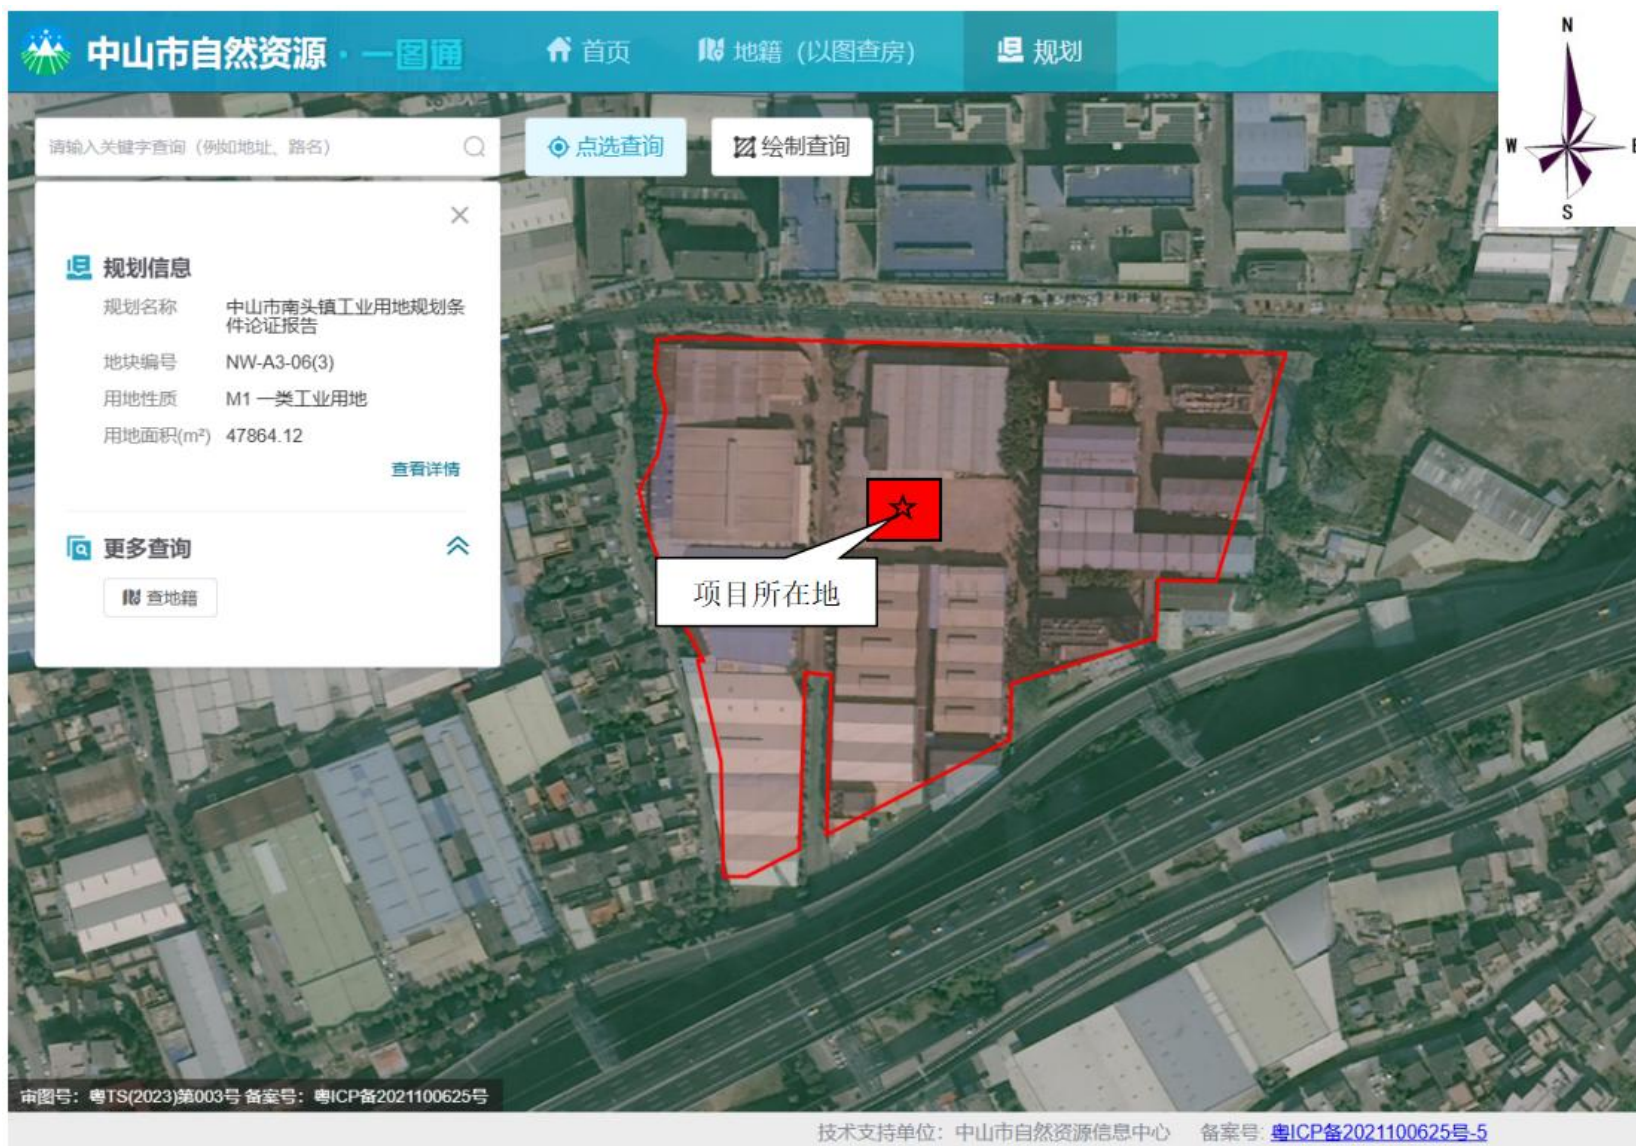 中山市自然资源·一图通
首页
地籍（以图查房）
规划
N
W
E
S
请输入关键字查询（例如地址、路名）
点选查询
绘制查询
规划信息
规划名称 中山市南头镇工业用地规划条
件论证报告
地块编号 NW-A3-06(3)
用地性质 M1 一类工业用地
用地面积(m²) 47864.12
查看详情
更多查询
查地籍
项目所在地
审图号：粤TS(2023)第003号 备案号：粤ICP备2021100625号
技术支持单位：中山市自然资源信息中心 备案号: 粤ICP备2021100625号-5